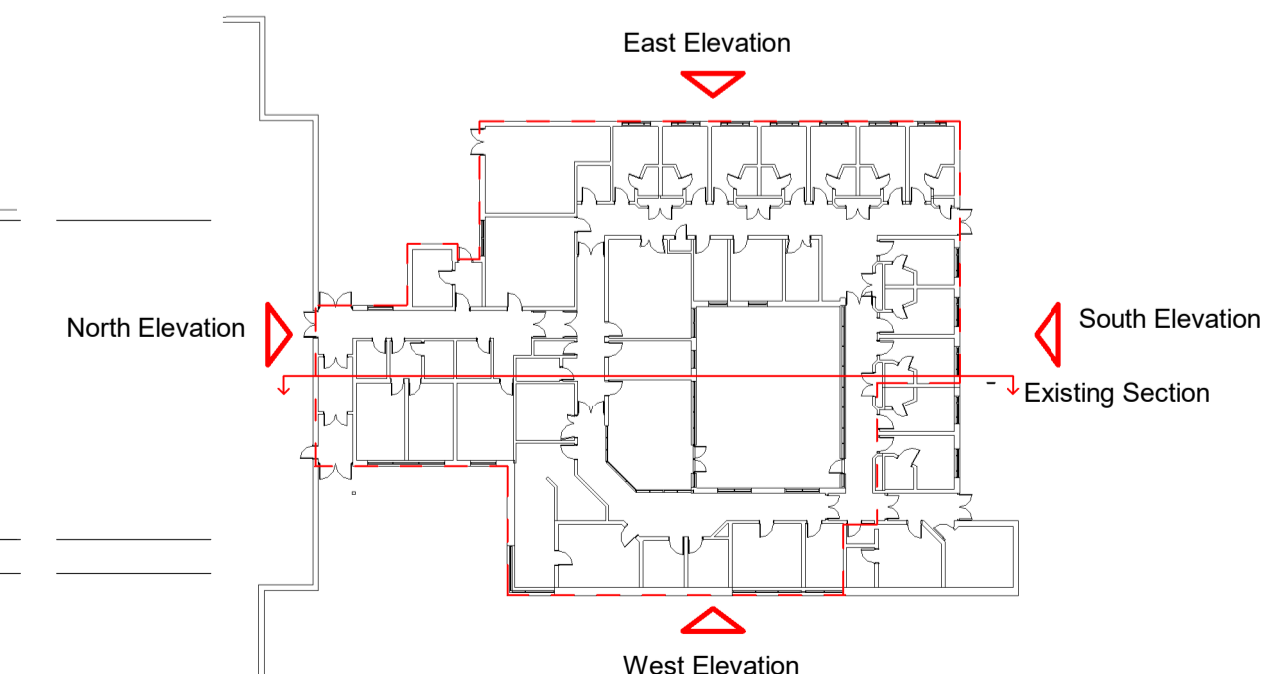 East Elevation
North Elevation
South Elevation
Existing Section
West Elevation